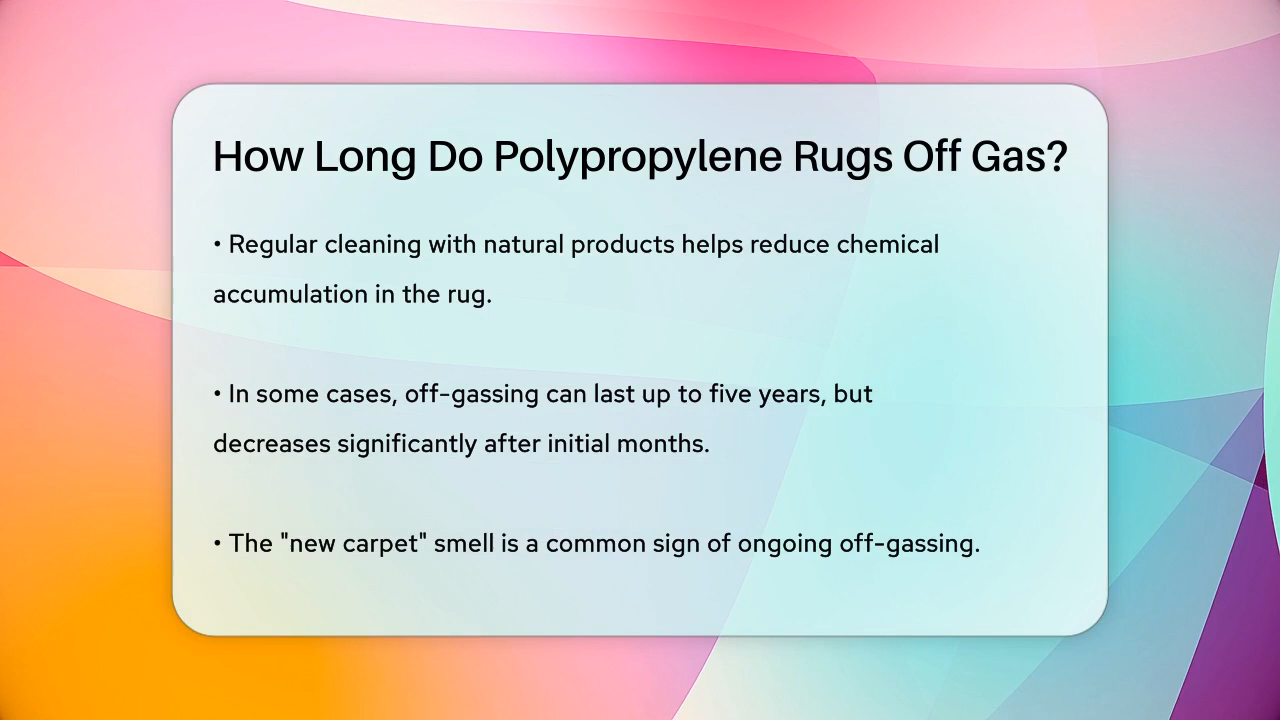 How Long Do Polypropylene Rugs Off Gas?
• Regular cleaning with natural products helps reduce chemical
accumulation in the rug.
• In some cases, off-gassing can last up to five years, but
decreases significantly after initial months.
• The "new carpet" smell is a common sign of ongoing off-gassing.